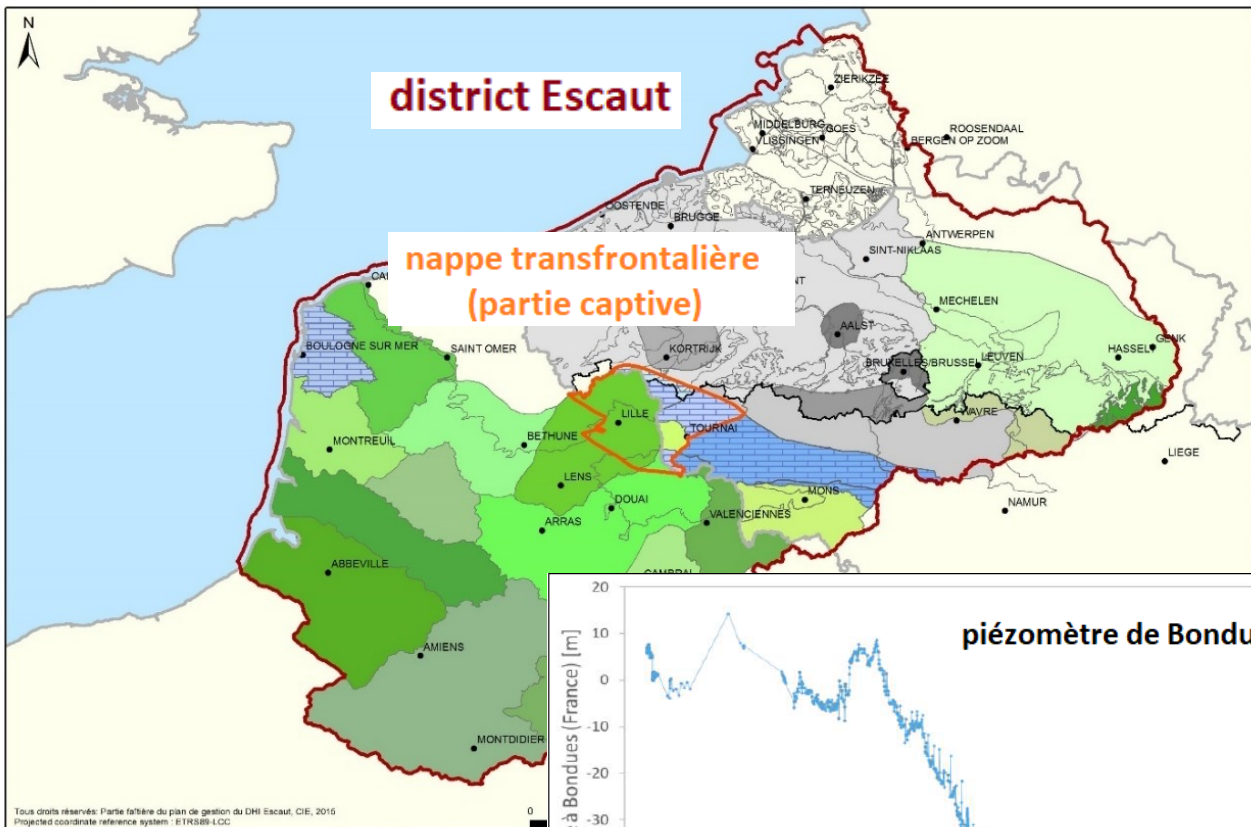 N
district Escaut
ZIERIKZEE
MIDDELBURG
GOES
VLISSINGEN
ROOSENDAAL
BERGEN OP ZOOM
TERNEUZEN
OOSTENDE
BRUGGE
ANTWERPEN
SINT-NIKLAAS
nappe transfrontalière
(partie captive)
CA
NT
MECHELEN
AALST
BOULOGNE SUR MER
SAINT OMER
KORTRIJK
BRUXELLES/BRUSSEL
LEUVEN
HASSELT
GENK
LILLE
WAVRE
TOURNAI
MONTREUIL
BETHUNE
LIEGE
LENS
MONS
NAMUR
DOUAI
ARRAS
VALENCIENNES
ABBEVILLE
CAMBRAI
20
piézomètre de Bondu
10
AMIENS
0
-10
MONTDIDIER
-20
-30
à Bondues (France) [m]
Tous droits réservés: Partie faîtière du plan de gestion du DHI Escaut, CIE, 2015
Projected coordinate reference system : ETRS89-LCC
0